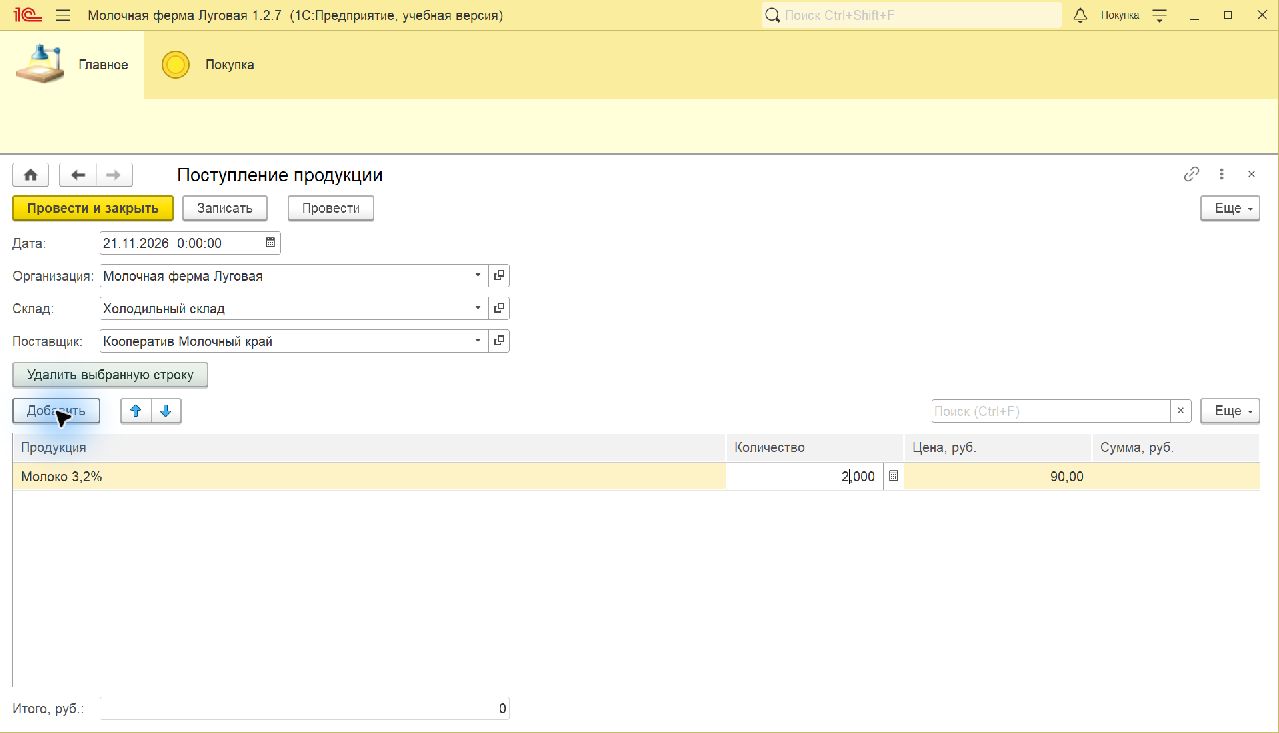 Молочная ферма Луговая 1.2.7 (1С:Предприятие, учебная версия)
Поиск Ctrl+Shift+F
Покупка
Главное
Покупка
Поступление продукции
Провести и закрыть
Записать
Провести
Еще
Дата:
21.11.2026 0:00:00
Организация:
Молочная ферма Луговая
Склад:
Холодильный склад
Поставщик:
Кооператив Молочный край
Удалить выбранную строку
Добавить
Поиск (Ctrl+F)
Еще
Продукция Количество Цена, руб. Сумма, руб.
Молоко 3,2% 2,000 90,00
Итого, руб.: 0